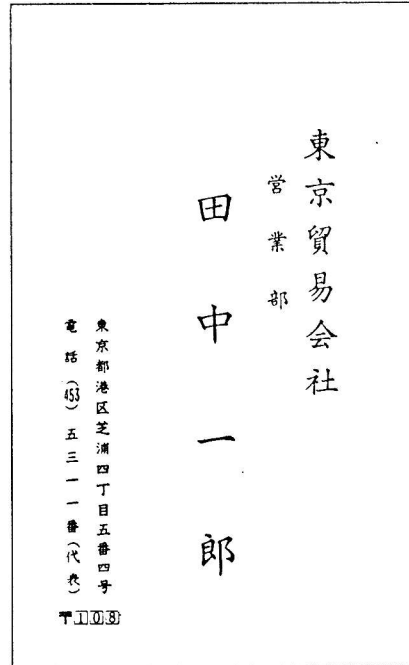 東京貿易会社
営業部
田中一郎
東京都港区芝浦四丁目五番四号
電話(453)五三一一番(代表)
〒108